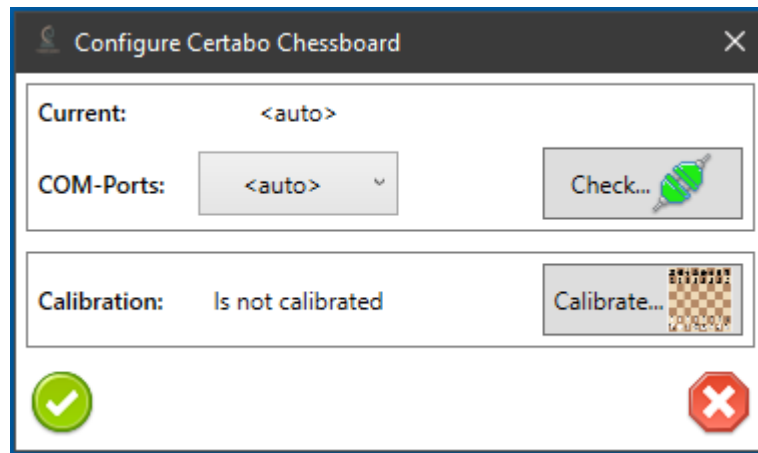 Configure Certabo Chessboard
Current: <auto>
COM-Ports: <auto> Check...
Calibration: Is not calibrated Calibrate...